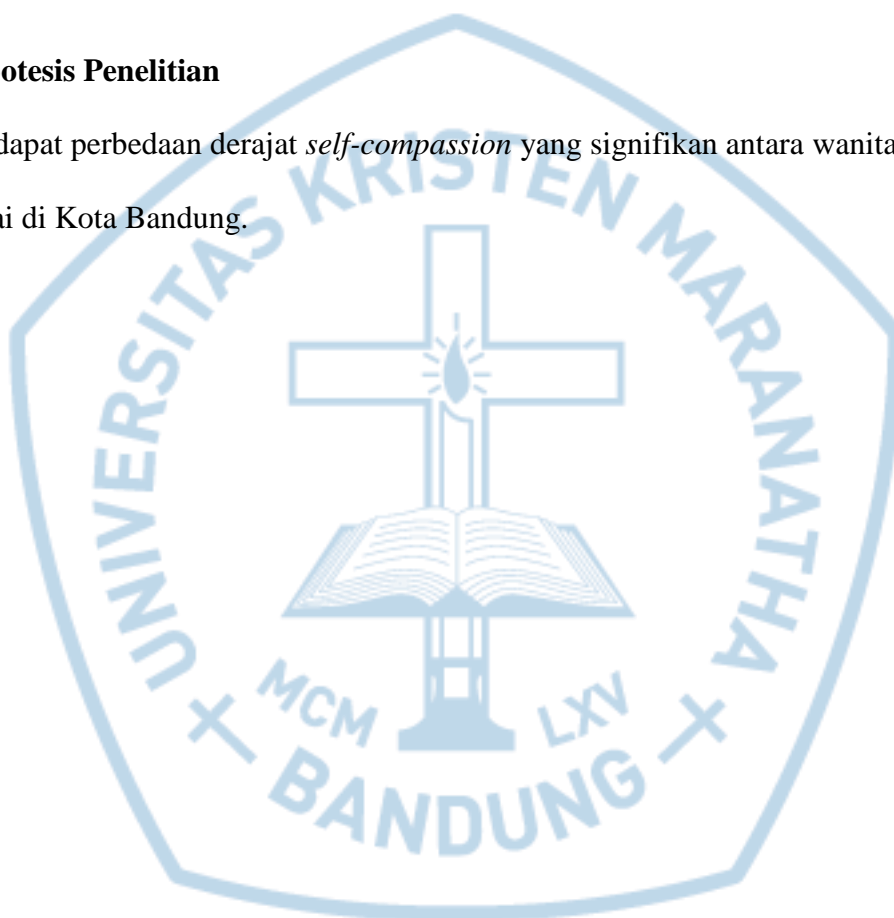 otesis Penelitian
dapat perbedaan derajat self-compassion yang signifikan antara wanita
ai di Kota Bandung.
UNIVERSITAS KRISTEN MARANATHA
MCM LXV
BANDUNG